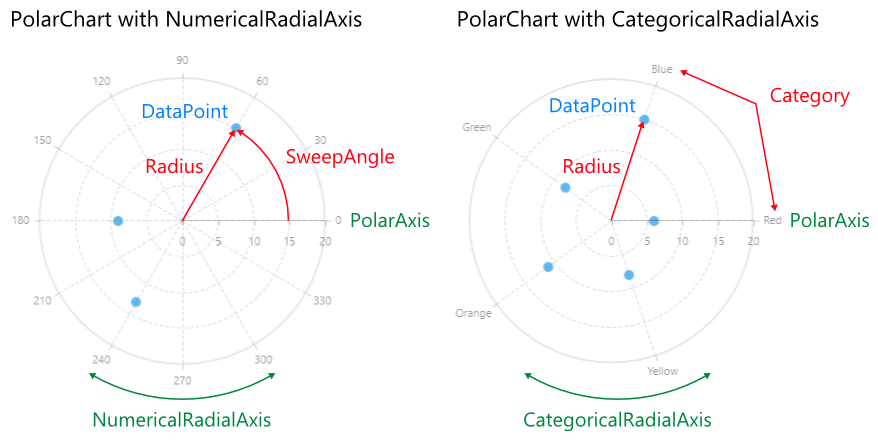 PolarChart with NumericalRadialAxis
90
120
60
DataPoint
150
30
Radius
SweepAngle
180
0
PolarAxis
0
5
10
15
20
210
330
240
300
270
NumericalRadialAxis
PolarChart with CategoricalRadialAxis
Blue
Category
DataPoint
Green
Radius
Red
PolarAxis
0
5
10
15
20
Orange
Yellow
CategoricalRadialAxis